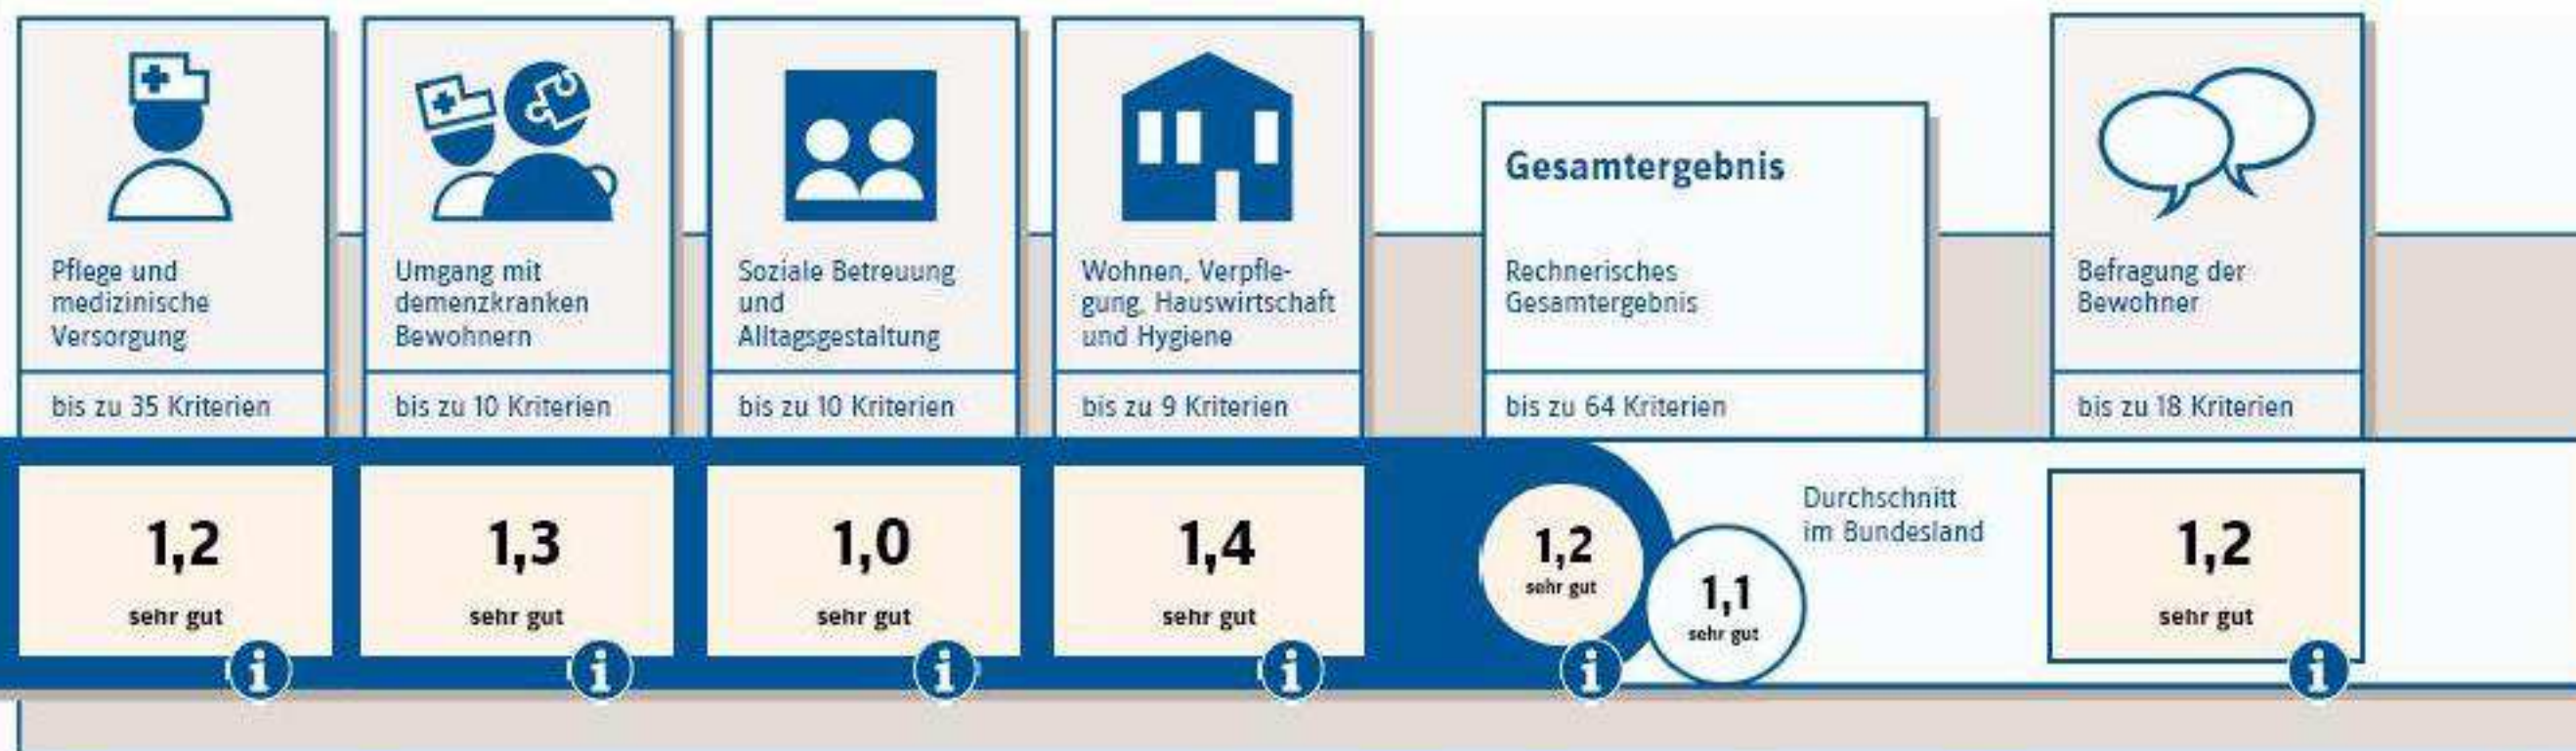 Pflege und
medizinische
Versorgung
bis zu 35 Kriterien
1,2
sehr gut
Umgang mit
demenzkranken
Bewohnern
bis zu 10 Kriterien
1,3
sehr gut
Soziale Betreuung
und
Alltagsgestaltung
bis zu 10 Kriterien
1,0
sehr gut
Wohnen, Verpfle-
gung, Hauswirtschaft
und Hygiene
bis zu 9 Kriterien
1,4
sehr gut
Gesamtergebnis
Rechnerisches
Gesamtergebnis
bis zu 64 Kriterien
1,2
sehr gut
Durchschnitt
im Bundesland
1,1
sehr gut
Befragung der
Bewohner
bis zu 18 Kriterien
1,2
sehr gut